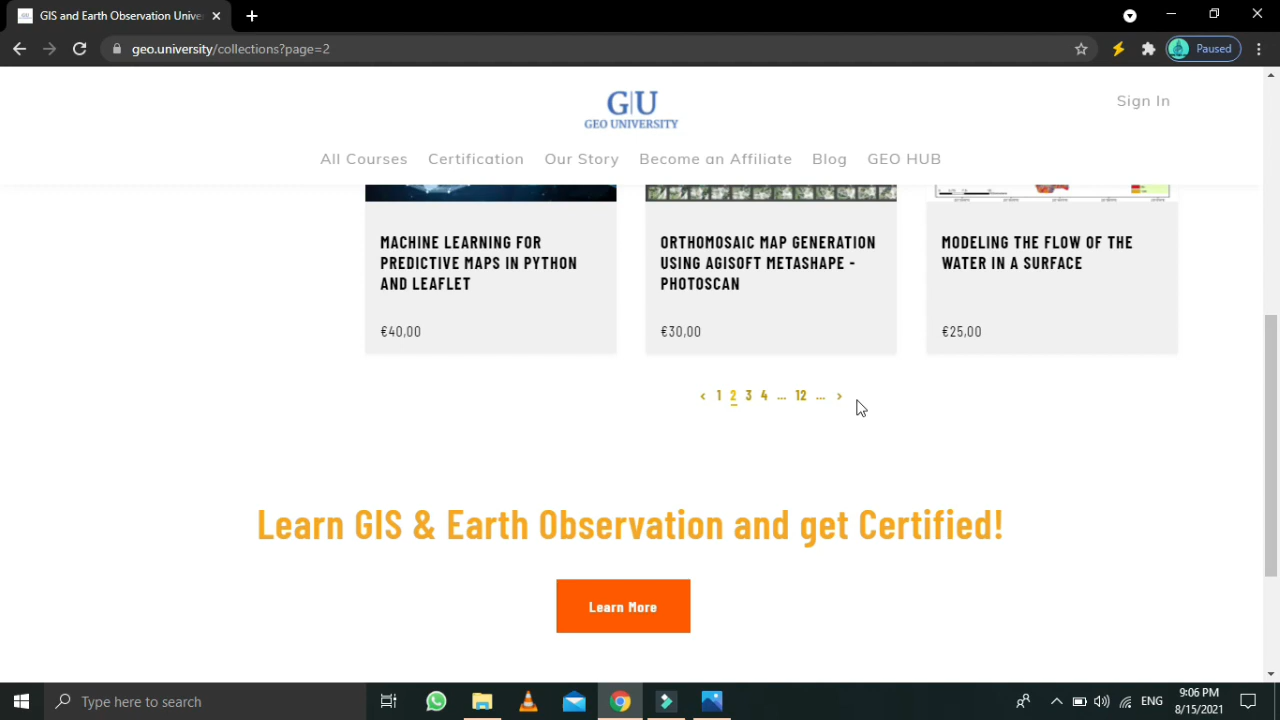 GIS and Earth Observation Unive
geo.university/collections?page=2
Paused
G|U
GEO UNIVERSITY
Sign In
All Courses
Certification
Our Story
Become an Affiliate
Blog
GEO HUB
MACHINE LEARNING FOR
PREDICTIVE MAPS IN PYTHON
AND LEAFLET
€40,00
ORTHOMOSAIC MAP GENERATION
USING AGISOFT METASHAPE -
PHOTOSCAN
€30,00
MODELING THE FLOW OF THE
WATER IN A SURFACE
€25,00
‹ 1 2 3 4 ... 12 ... ›
Learn GIS & Earth Observation and get Certified!
Learn More
Type here to search
ENG
9:06 PM
8/15/2021